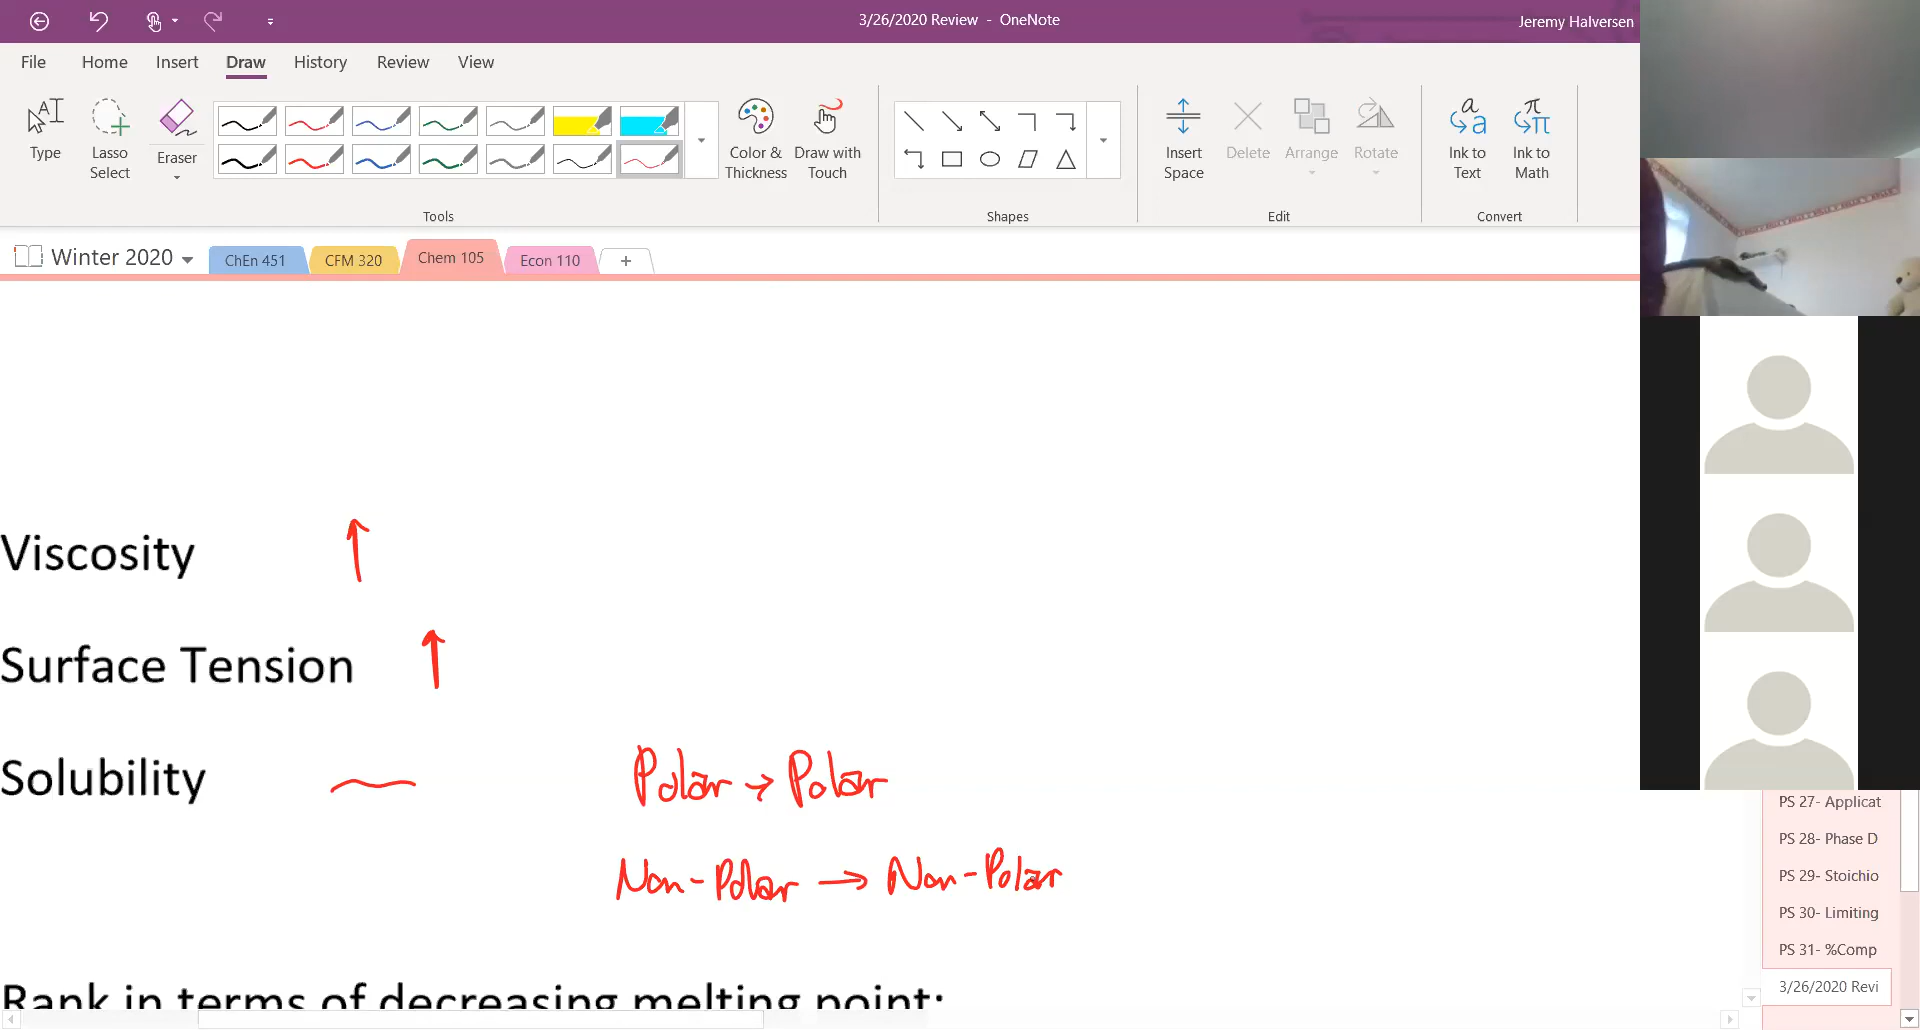 3/26/2020 Review - OneNote
Jeremy Halversen
File Home Insert Draw History Review View
Type
Lasso Select
Eraser
Color & Thickness
Draw with Touch
Insert Space
Delete
Arrange
Rotate
Ink to Text
Ink to Math
Tools
Shapes
Edit
Convert
Winter 2020
ChEn 451
CFM 320
Chem 105
Econ 110
+
Viscosity ↑
Surface Tension ↑
Solubility ~ Polar → Polar
Non-Polar → Non-Polar
Rank in terms of decreasing melting point:
PS 27- Applicat
PS 28- Phase D
PS 29- Stoichio
PS 30- Limiting
PS 31- %Comp
3/26/2020 Revi